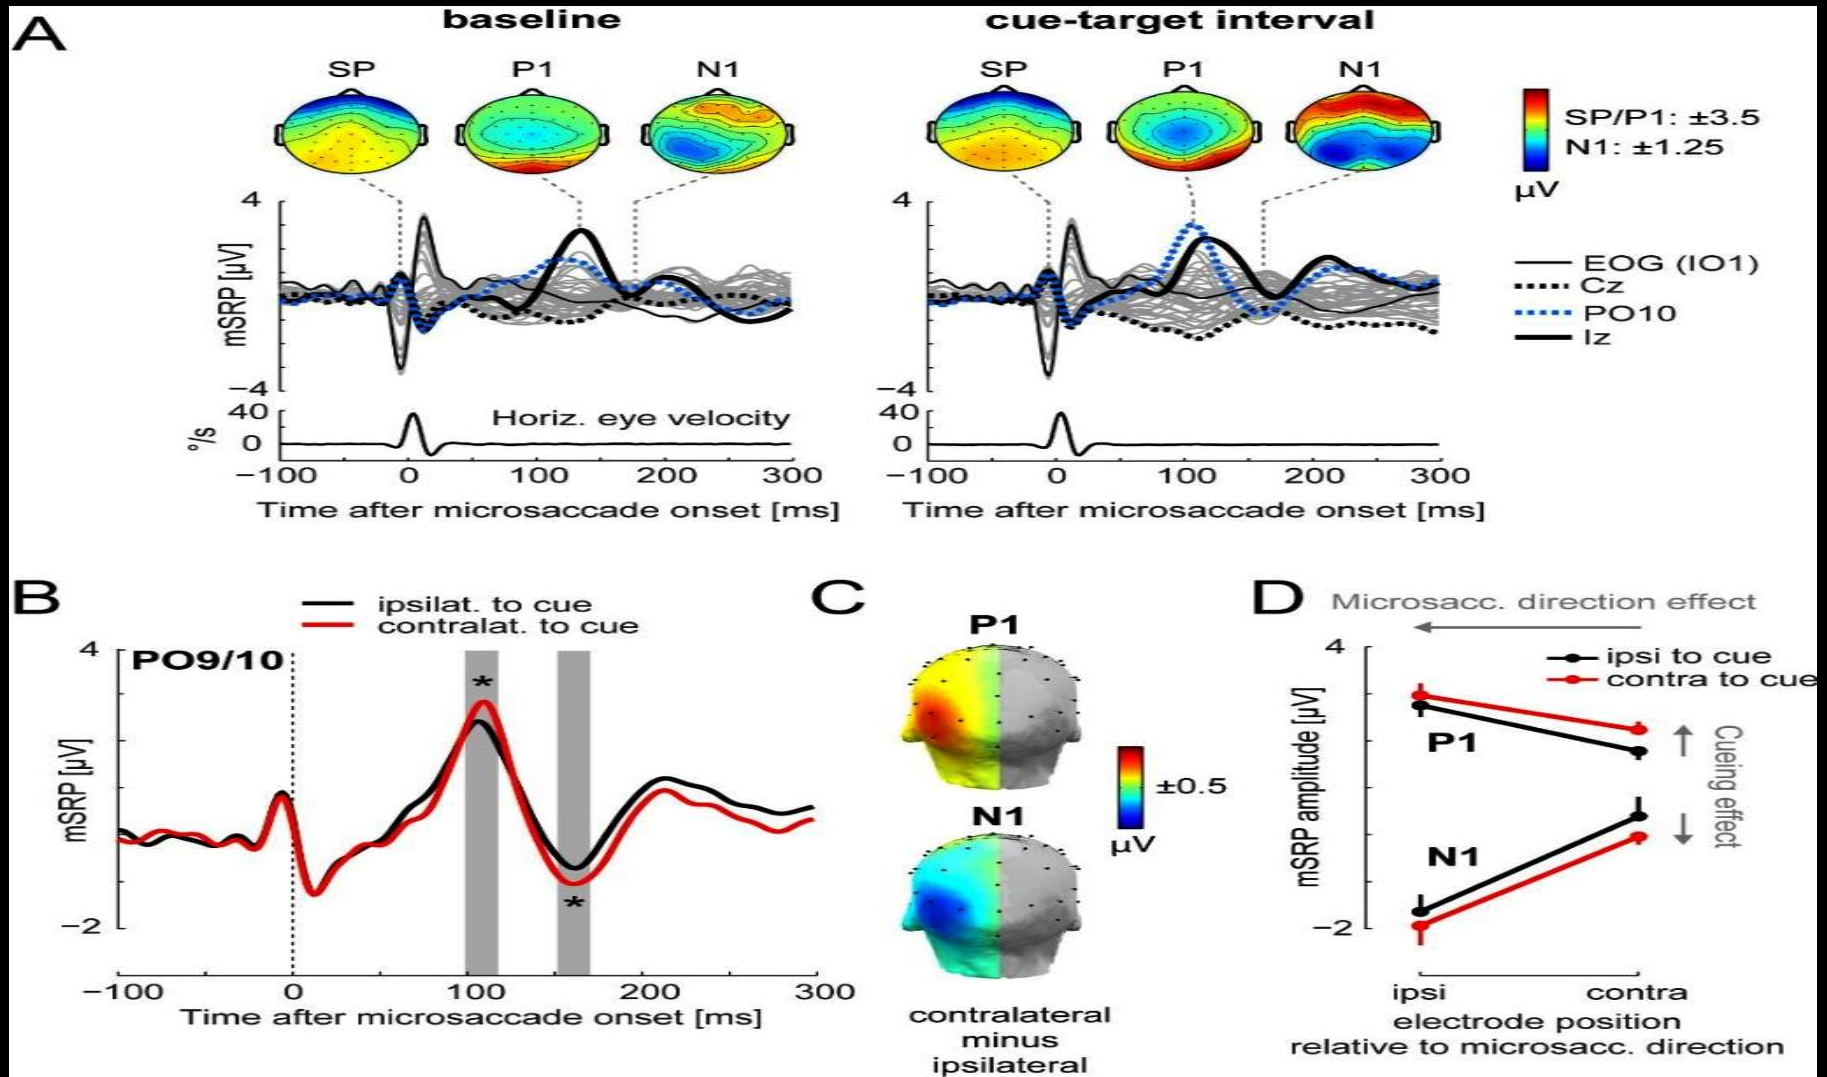 A
baseline
cue-target interval
SP
P1
N1
SP
P1
N1
SP/P1: ±3.5
N1: ±1.25
µV
4
mSRP [µV]
−4
4
−4
EOG (IO1)
Cz
PO10
Iz
40
0
°/s
Horiz. eye velocity
40
0
−100 0 100 200 300
−100 0 100 200 300
Time after microsaccade onset [ms]
Time after microsaccade onset [ms]
B
ipsilat. to cue
contralat. to cue
4
PO9/10
mSRP [µV]
*
*
−2
−100 0 100 200 300
Time after microsaccade onset [ms]
C
P1
N1
±0.5
µV
contralateral
minus
ipsilateral
D
Microsacc. direction effect
4
ipsi to cue
contra to cue
mSRP amplitude [µV]
P1
N1
Cueing effect
−2
ipsi contra
electrode position
relative to microsacc. direction